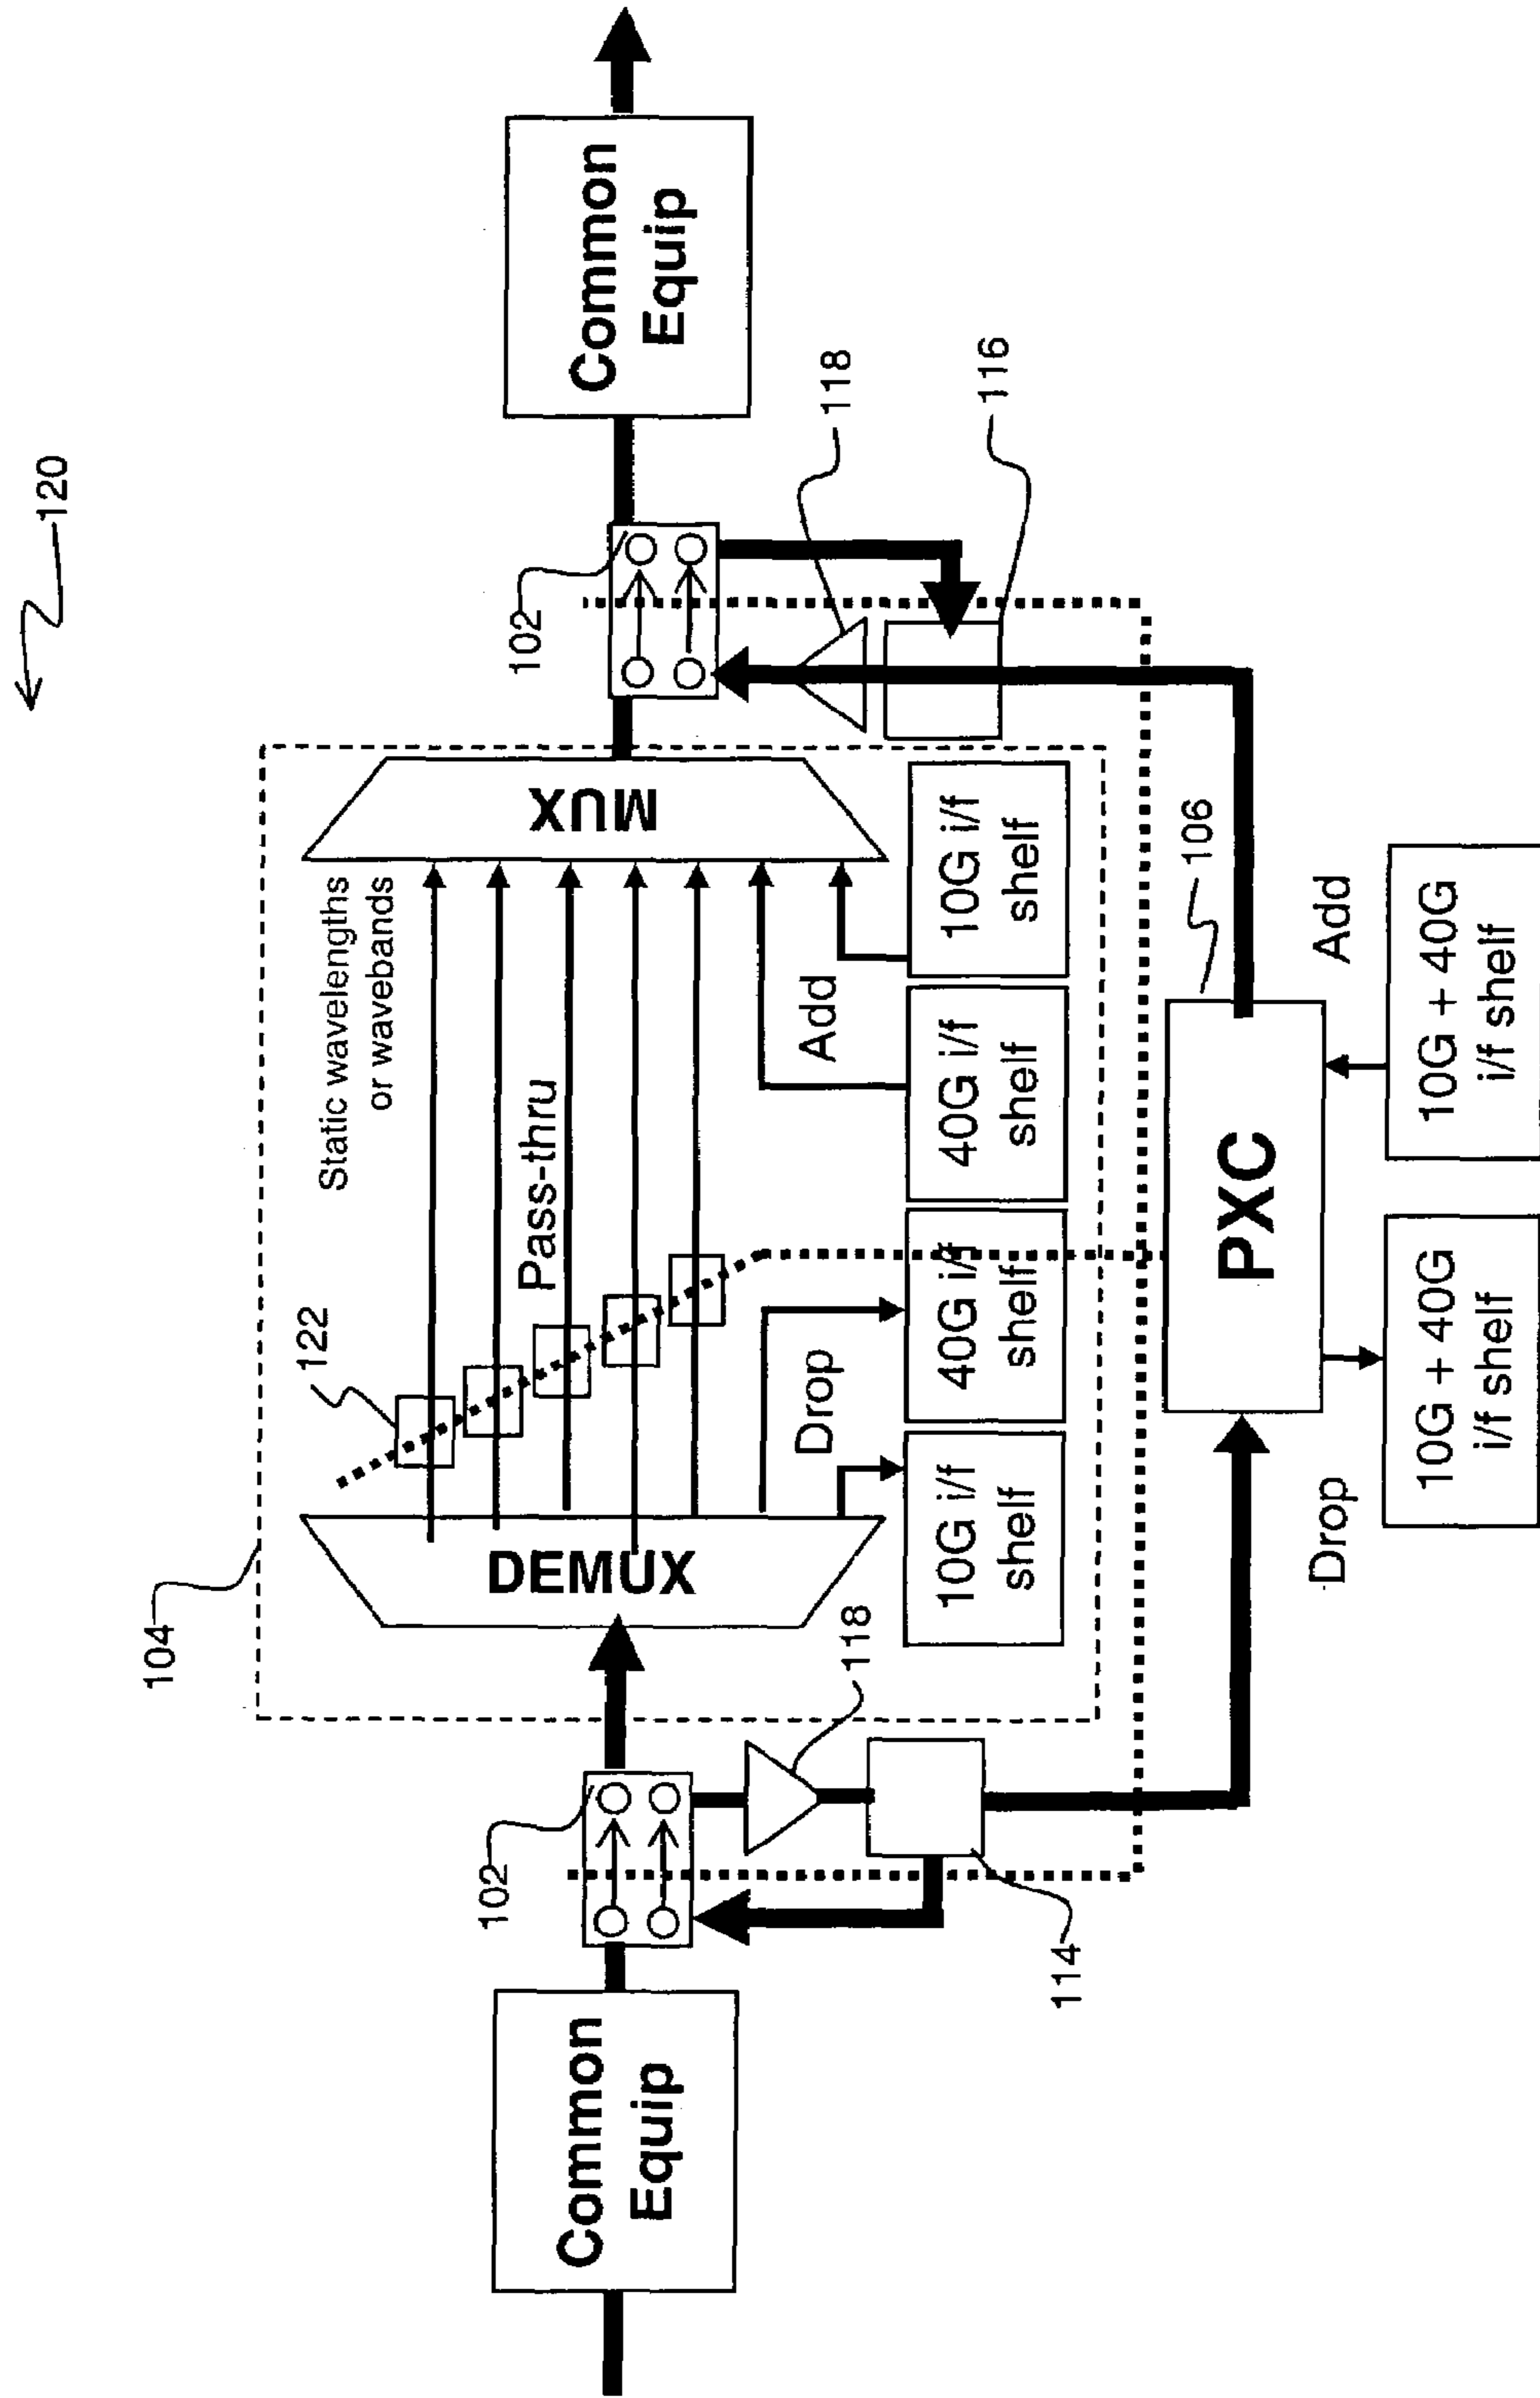 120
Common
Equip
102
114
118
104
DEMUX
122
Static wavelengths
or wavebands
Pass-thru
MUX
Drop
Add
10G i/f
shelf
40G i/f
shelf
40G i/f
shelf
10G i/f
shelf
102
118
116
Common
Equip
PXC
106
Drop
Add
10G + 40G
i/f shelf
10G + 40G
i/f shelf